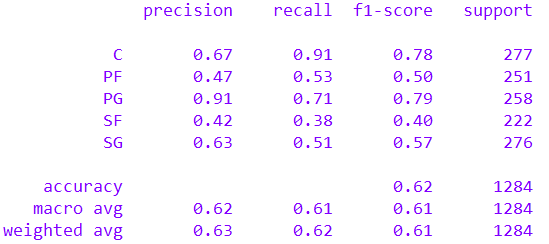 precision recall f1-score support
C 0.67 0.91 0.78 277
PF 0.47 0.53 0.50 251
PG 0.91 0.71 0.79 258
SF 0.42 0.38 0.40 222
SG 0.63 0.51 0.57 276
accuracy 0.62 1284
macro avg 0.62 0.61 0.61 1284
weighted avg 0.63 0.62 0.61 1284